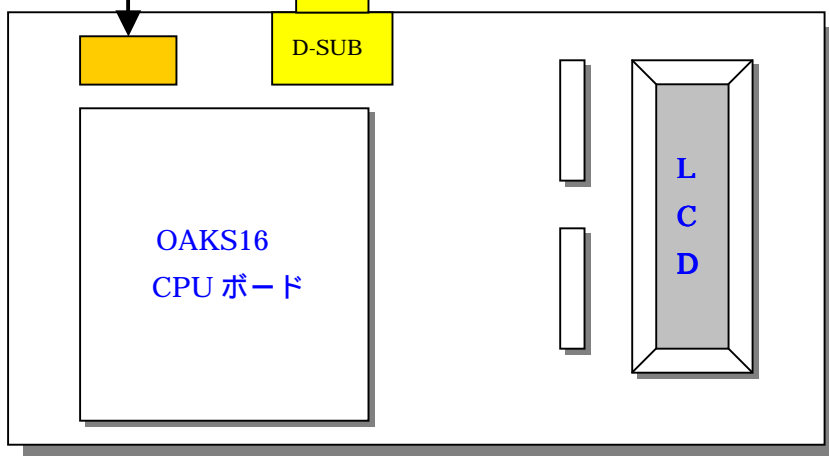 D-SUB
OAKS16
CPU ボード
L
C
D